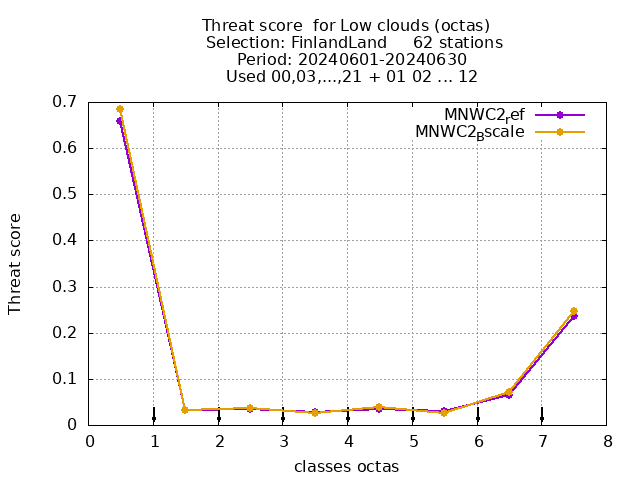 Threat score  for Low clouds (octas)
Selection: FinlandLand     62 stations
Period: 20240601-20240630
Used 00,03,...,21 + 01 02 ... 12
MNWC2ref
MNWC2Bscale
0.7
0.6
0.5
0.4
0.3
0.2
0.1
0
Threat score
0 1 2 3 4 5 6 7 8
classes octas